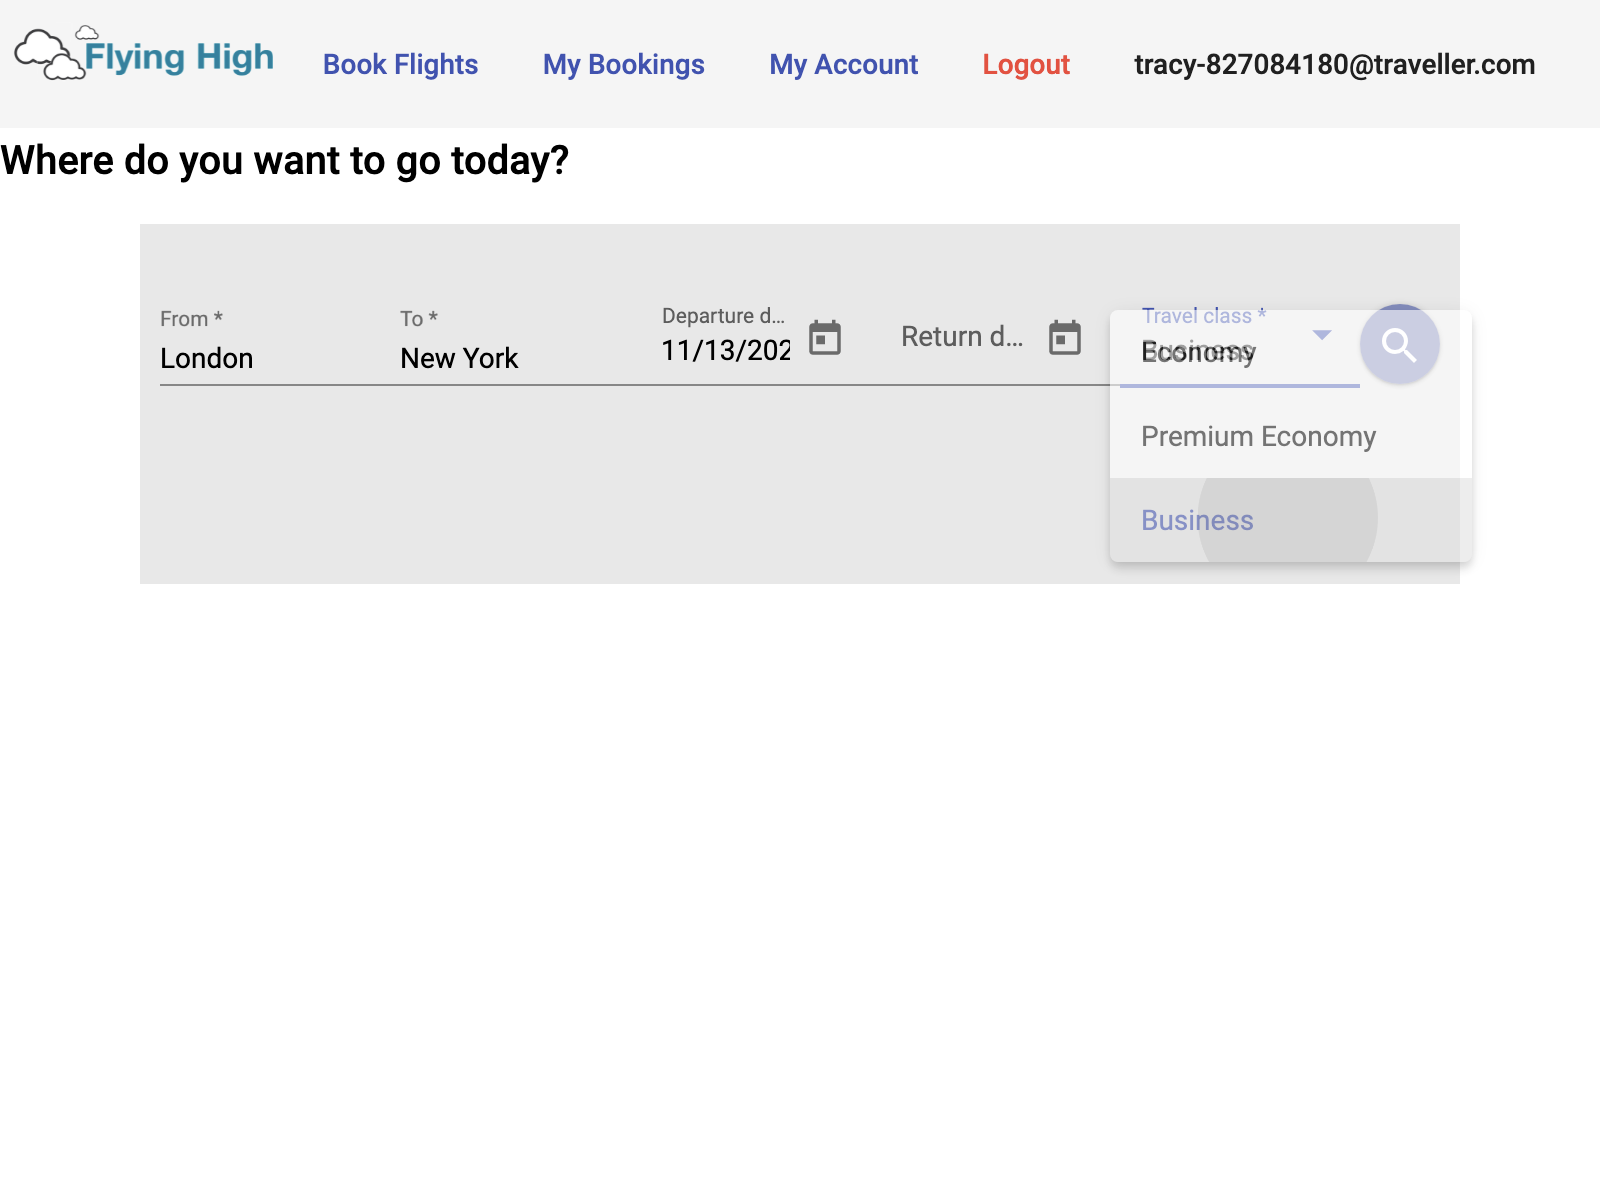 Flying High
Book Flights My Bookings My Account Logout tracy-827084180@traveller.com
Where do you want to go today?
From * To * Departure d... Travel class *
London New York 11/13/202 Return d... Business
Economy
Premium Economy
Business